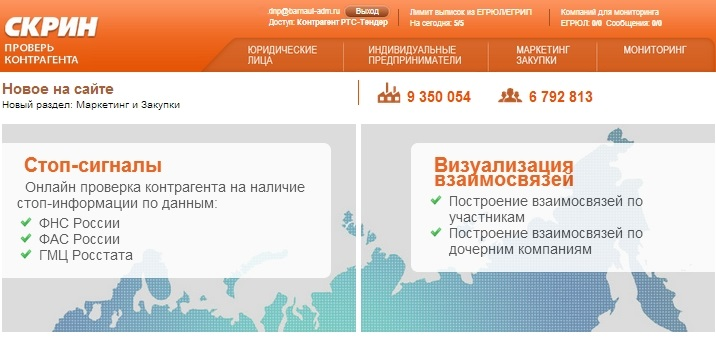 СКРИН
ПРОВЕРЬ
КОНТРАГЕНТА
dnp@barnaul-adm.ru Выход
Доступ: Контрагент РТС-Тендер
Лимит выписок из ЕГРЮЛ/ЕГРИП
На сегодня: 5/5
Компаний для мониторинга
ЕГРЮЛ: 0/0 Сообщения: 0/0
ЮРИДИЧЕСКИЕ
ЛИЦА
ИНДИВИДУАЛЬНЫЕ
ПРЕДПРИНИМАТЕЛИ
МАРКЕТИНГ
ЗАКУПКИ
МОНИТОРИНГ
Новое на сайте
Новый раздел: Маркетинг и Закупки
9 350 054
6 792 813
Стоп-сигналы
Онлайн проверка контрагента на наличие
стоп-информации по данным:
ФНС России
ФАС России
ГМЦ Росстата
Визуализация
взаимосвязей
Построение взаимосвязей по
участникам
Построение взаимосвязей по
дочерним компаниям